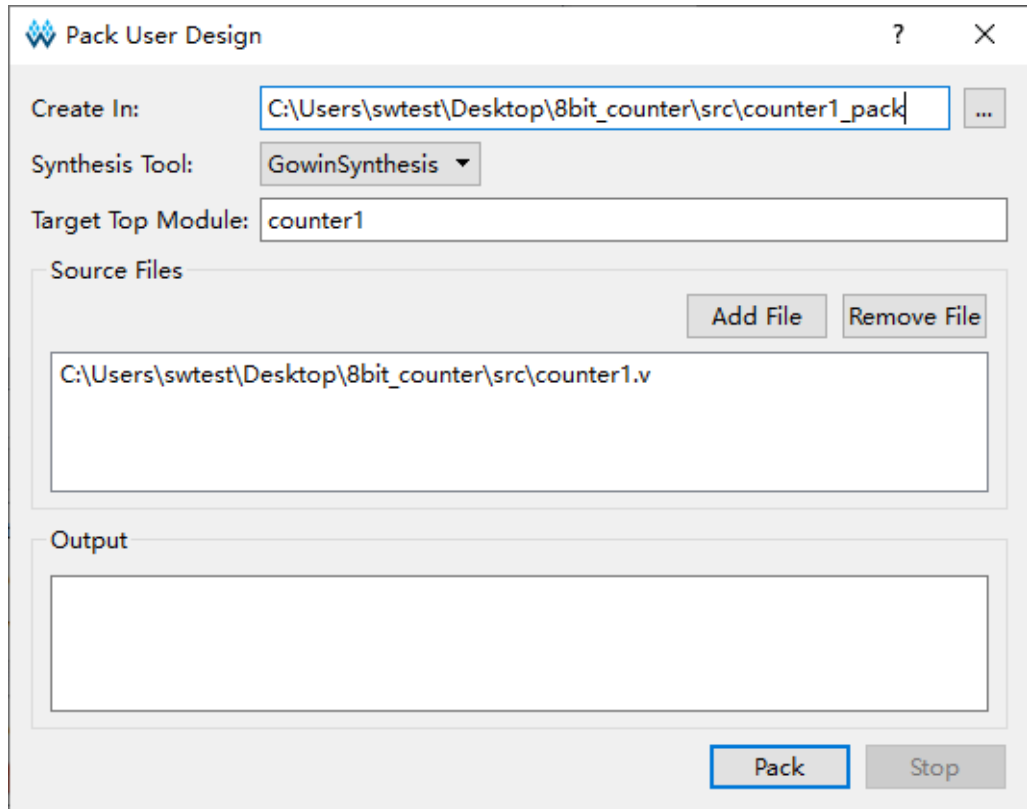 Pack User Design ?
Create In: C:\Users\swtest\Desktop\8bit_counter\src\counter1_pack ...
Synthesis Tool: GowinSynthesis
Target Top Module: counter1
Source Files
Add File Remove File
C:\Users\swtest\Desktop\8bit_counter\src\counter1.v
Output
Pack Stop